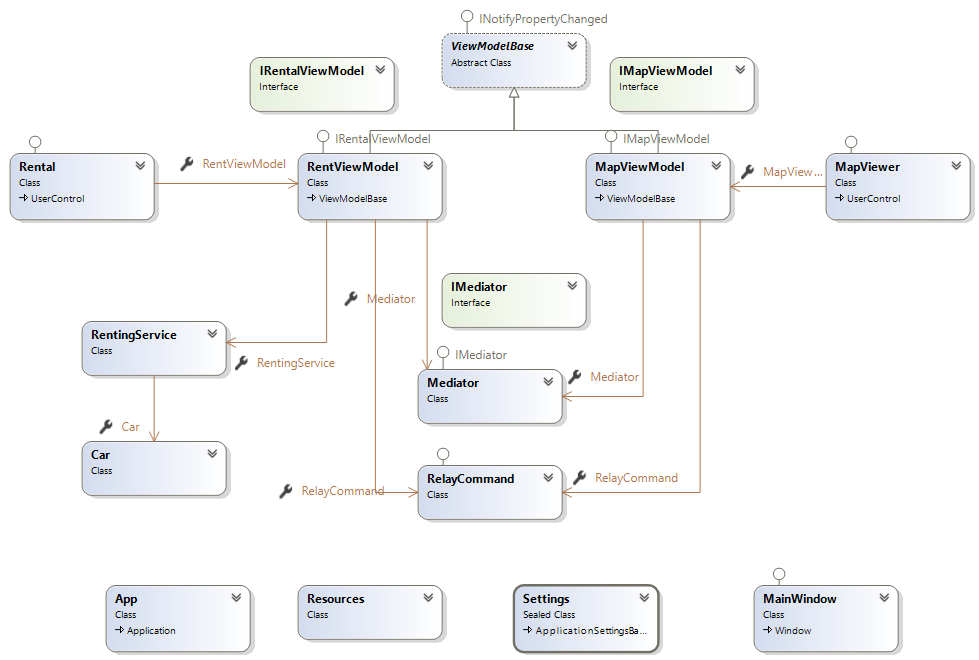 INotifyPropertyChanged
ViewModelBase
Abstract Class
IRentalViewModel
Interface
IMapViewModel
Interface
IRentalViewModel
IMapViewModel
Rental
Class
UserControl
RentViewModel
RentViewModel
Class
ViewModelBase
MapViewModel
Class
ViewModelBase
MapView ...
MapViewer
Class
UserControl
IMediator
Interface
Mediator
RentingService
Class
RentingService
IMediator
Mediator
Class
Mediator
Car
Car
Class
RelayCommand
RelayCommand
Class
RelayCommand
App
Class
Application
Resources
Class
Settings
Sealed Class
ApplicationSettingsBa...
MainWindow
Class
Window